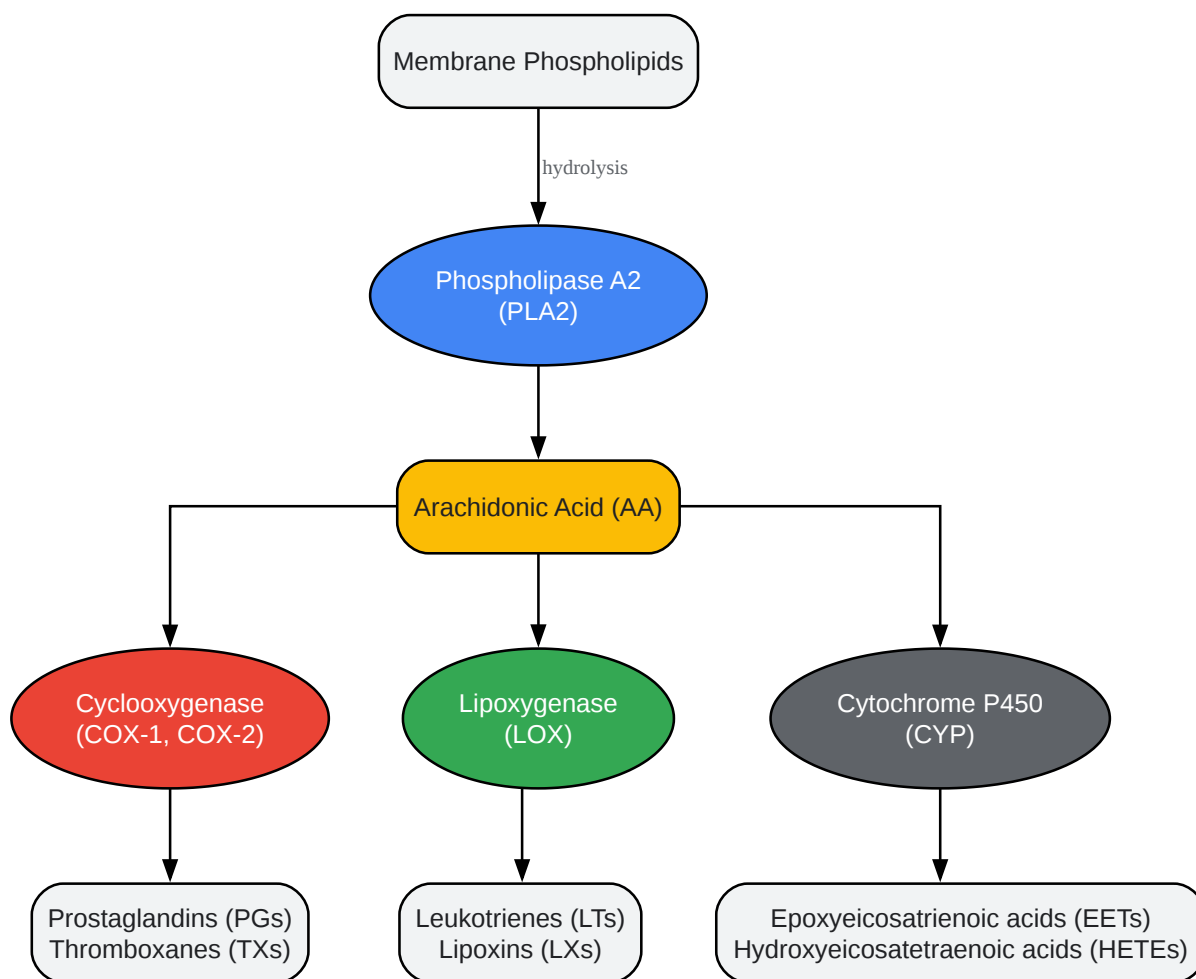 Membrane Phospholipids
hydrolysis
Phospholipase A2
(PLA2)
Arachidonic Acid (AA)
Cyclooxygenase
(COX-1, COX-2)
Lipoxygenase
(LOX)
Cytochrome P450
(CYP)
Prostaglandins (PGs)
Thromboxanes (TXs)
Leukotrienes (LTs)
Lipoxins (LXs)
Epoxyeicosatrienoic acids (EETs)
Hydroxyeicosatetraenoic acids (HETEs)